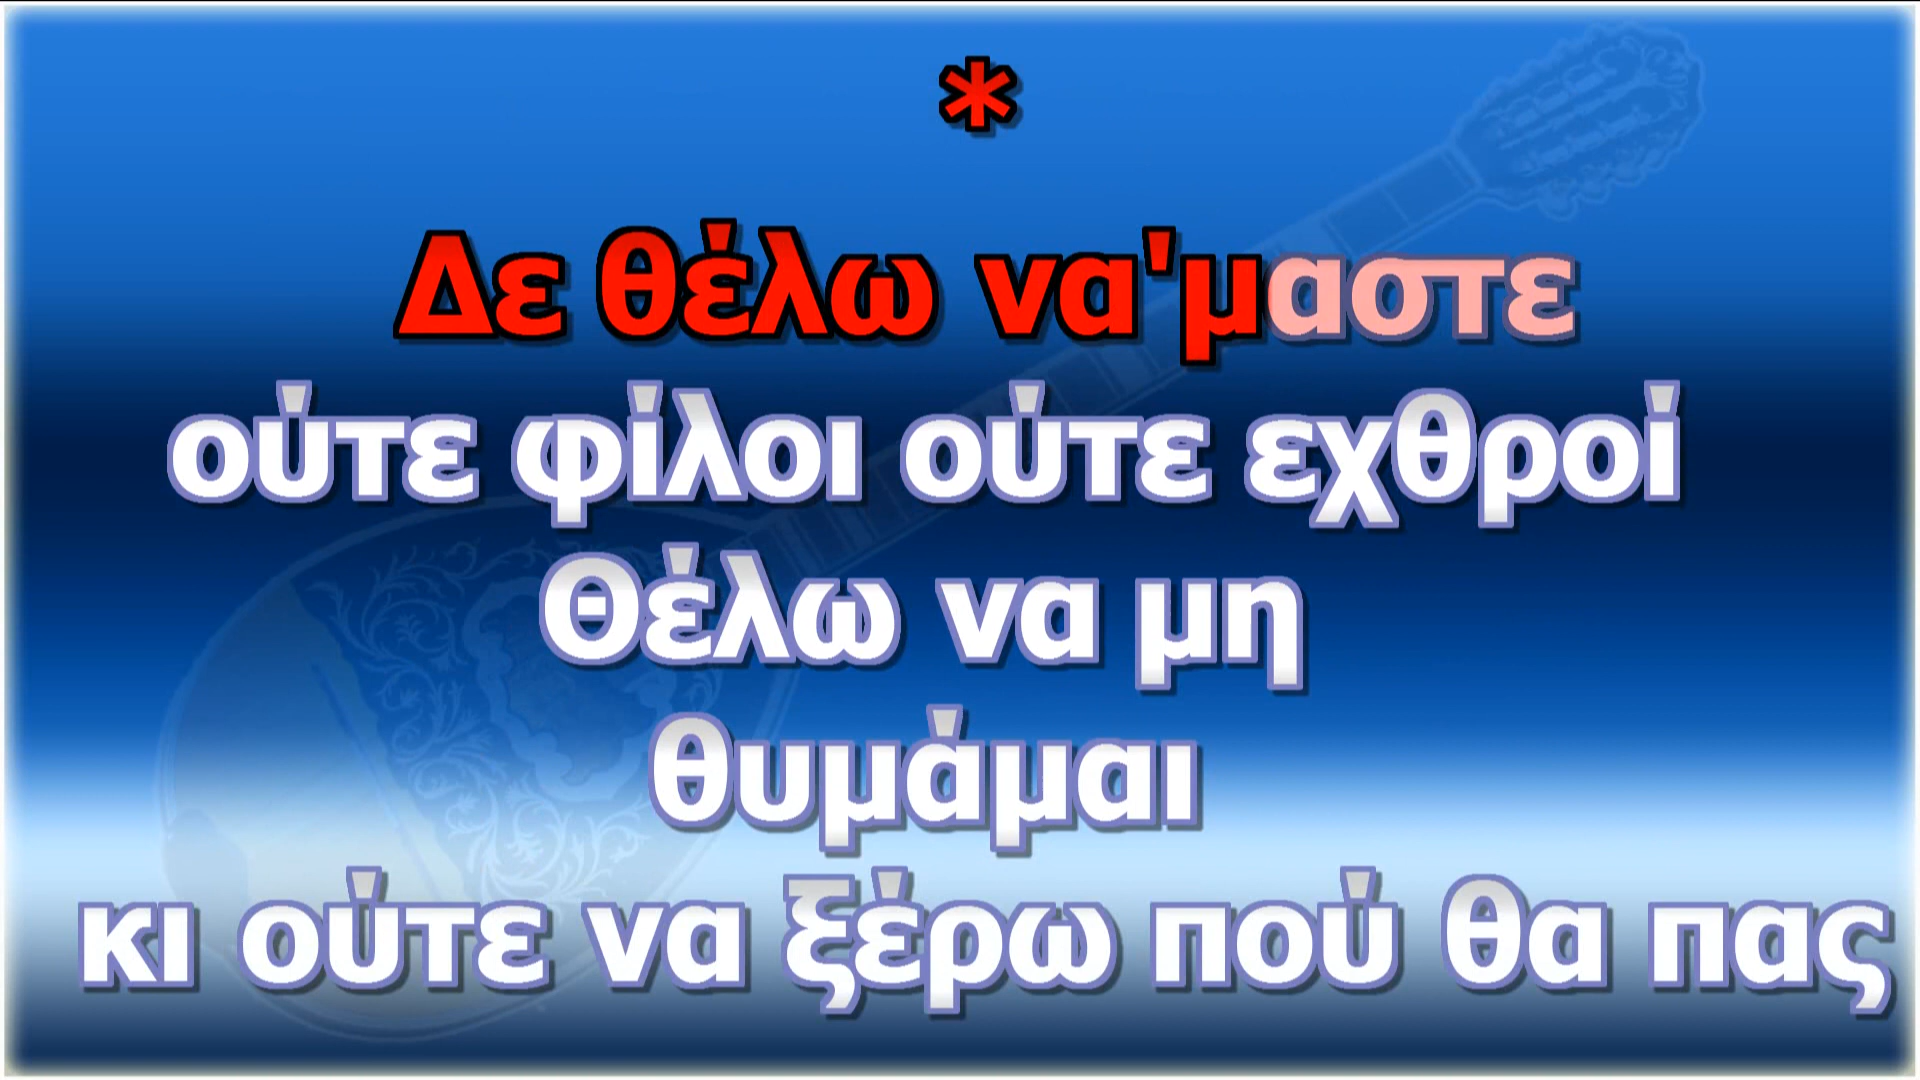 *
Δε θέλω να'μαστε
ούτε φίλοι ούτε εχθροί
Θέλω να μη
θυμάμαι
κι ούτε να ξέρω πού θα πας